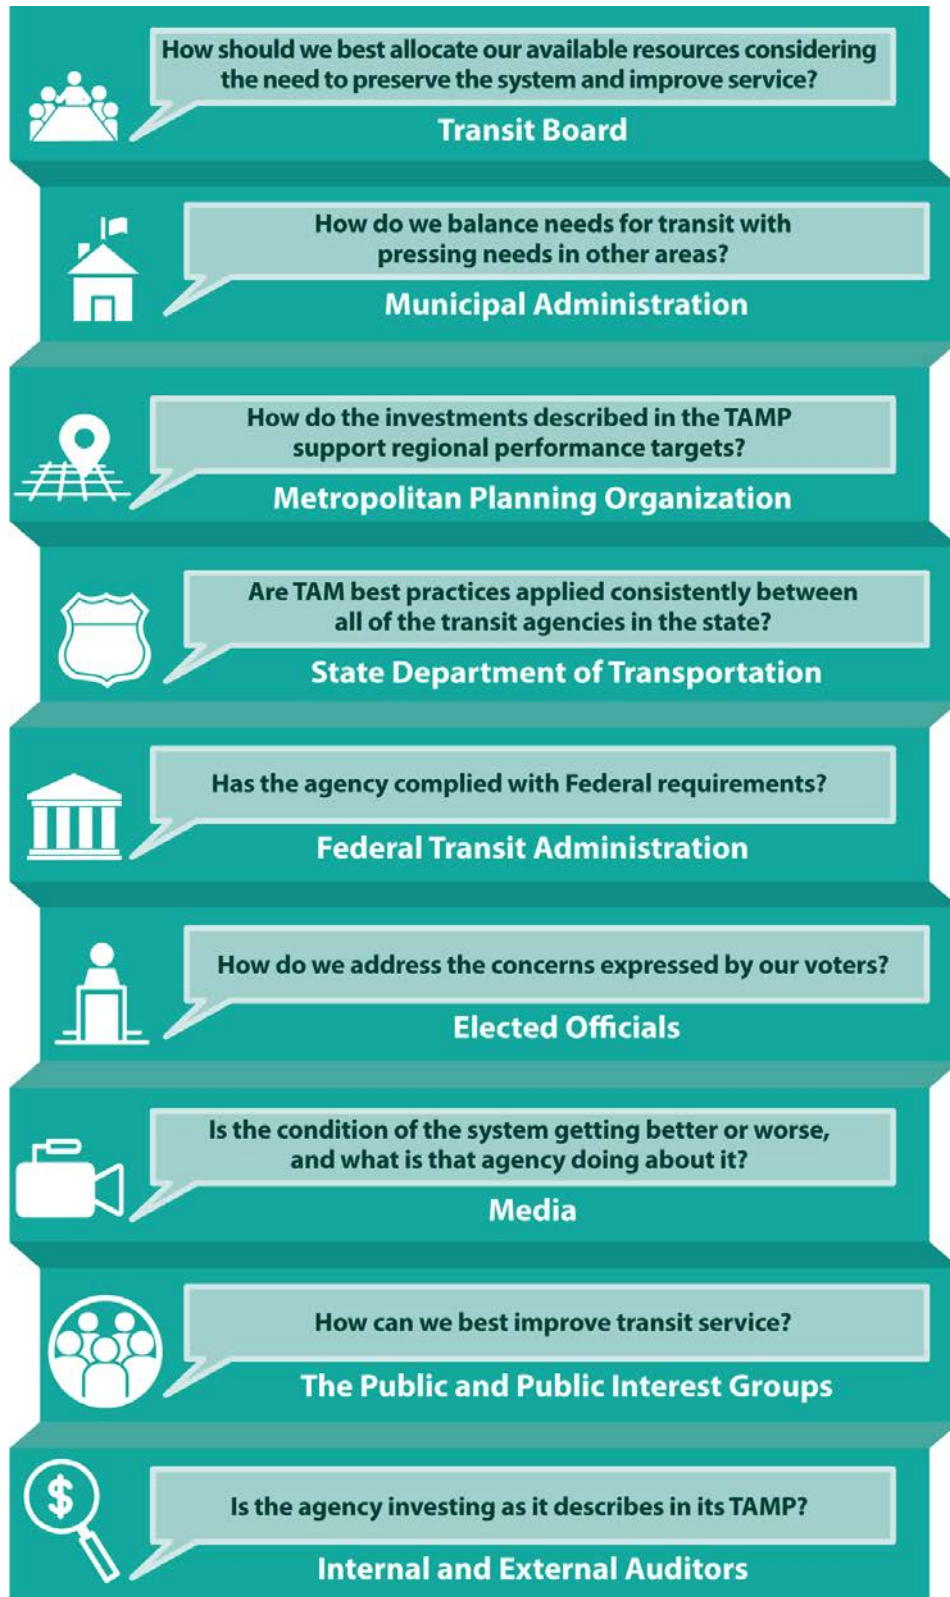 How should we best allocate our available resources considering
the need to preserve the system and improve service?
Transit Board
How do we balance needs for transit with
pressing needs in other areas?
Municipal Administration
How do the investments described in the TAMP
support regional performance targets?
Metropolitan Planning Organization
Are TAM best practices applied consistently between
all of the transit agencies in the state?
State Department of Transportation
Has the agency complied with Federal requirements?
Federal Transit Administration
How do we address the concerns expressed by our voters?
Elected Officials
Is the condition of the system getting better or worse,
and what is that agency doing about it?
Media
How can we best improve transit service?
The Public and Public Interest Groups
$
Is the agency investing as it describes in its TAMP?
Internal and External Auditors